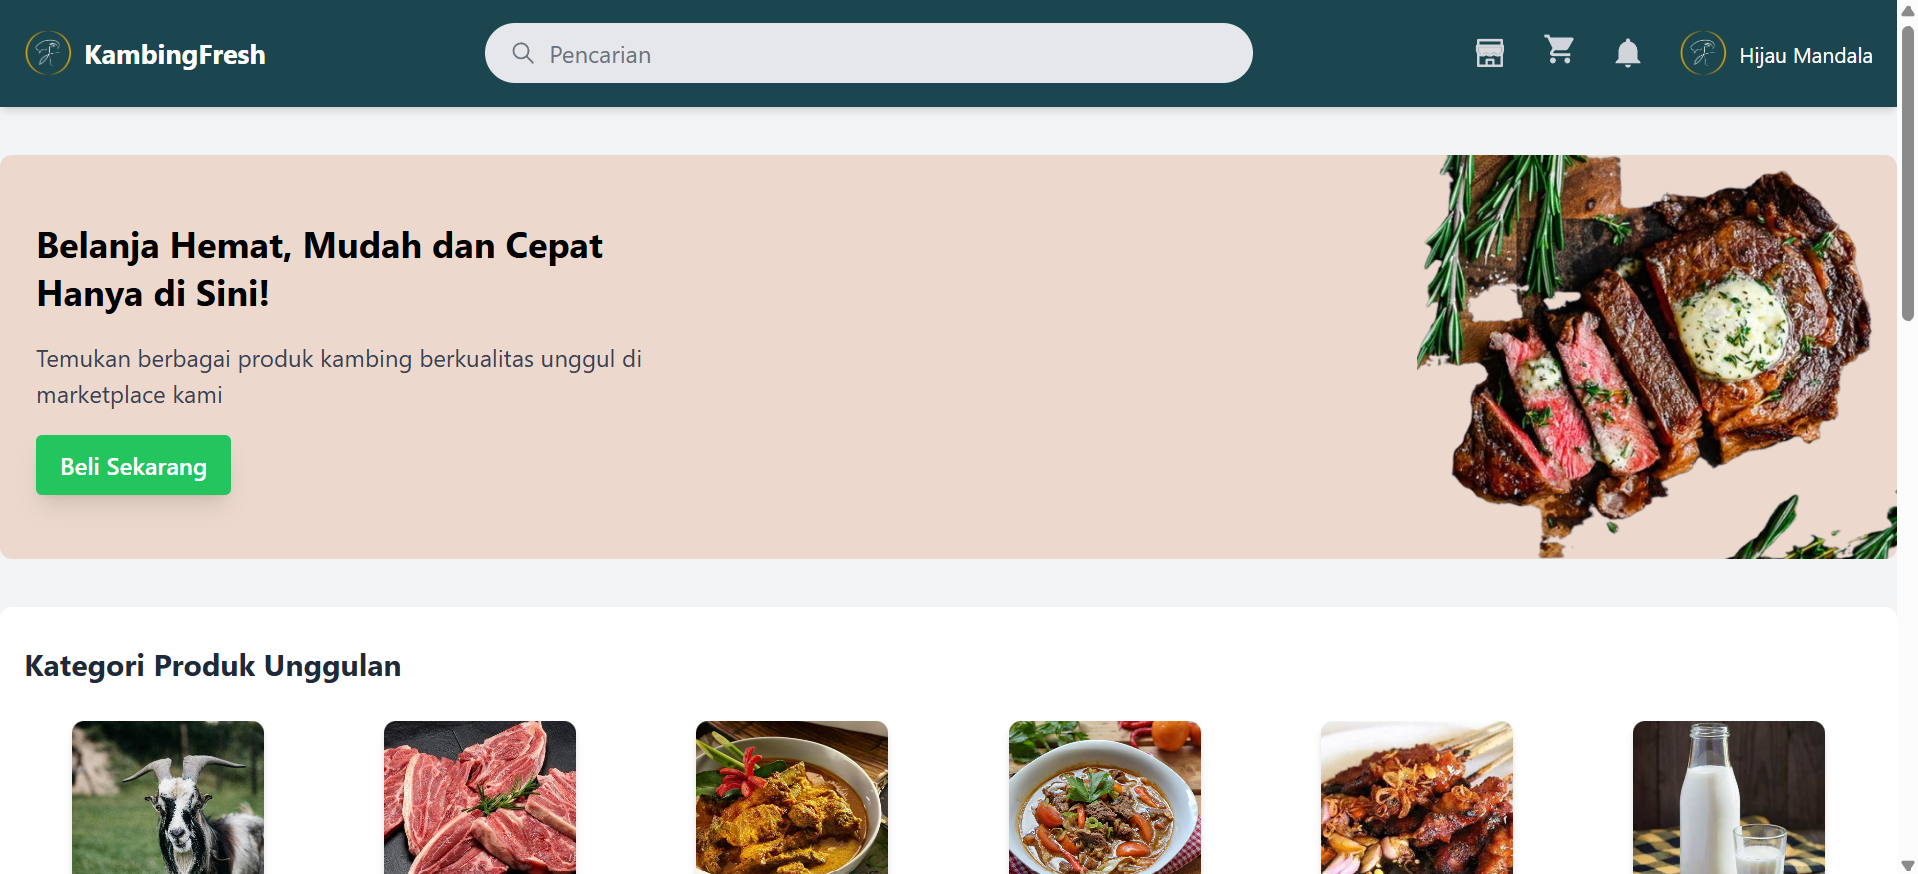 KambingFresh
Pencarian
Hijau Mandala
Belanja Hemat, Mudah dan Cepat
Hanya di Sini!
Temukan berbagai produk kambing berkualitas unggul di
marketplace kami
Beli Sekarang
Kategori Produk Unggulan